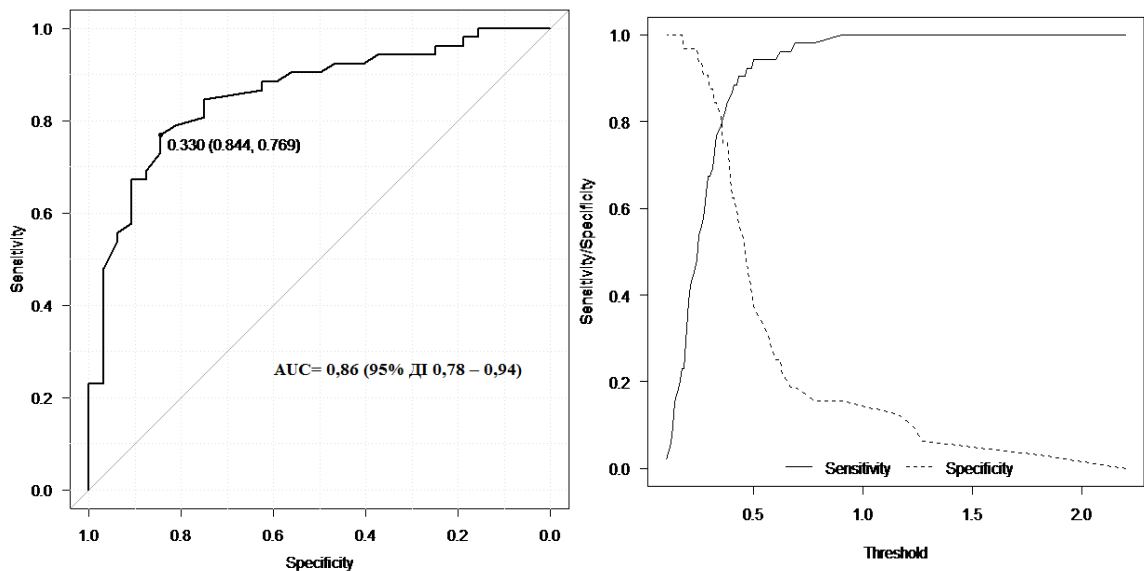 1.0
0.8
0.6
0.4
0.2
0.0
Sensitivity
0.330 (0.844, 0.769)
AUC= 0,86 (95% ДІ 0,78 – 0,94)
1.0
0.8
0.6
0.4
0.2
0.0
Specificity
1.0
0.8
0.6
0.4
0.2
0.0
Sensitivity/Specificity
Sensitivity
Specificity
0.5
1.0
1.5
2.0
Threshold